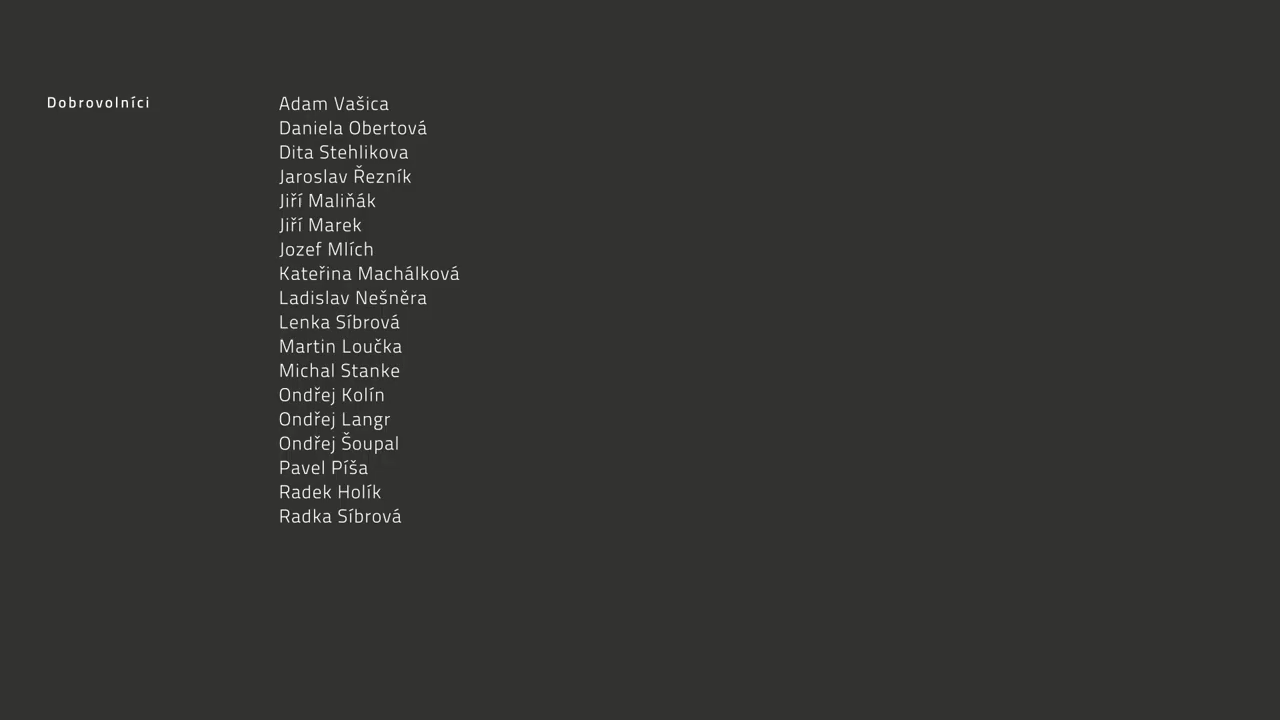 Dobrovolníci
Adam Vašica
Daniela Obertová
Dita Stehlikova
Jaroslav Řezník
Jiří Maliňák
Jiří Marek
Jozef Mlích
Kateřina Machálková
Ladislav Nešněra
Lenka Síbrová
Martin Loučka
Michal Stanke
Ondřej Kolín
Ondřej Langr
Ondřej Šoupal
Pavel Píša
Radek Holík
Radka Síbrová